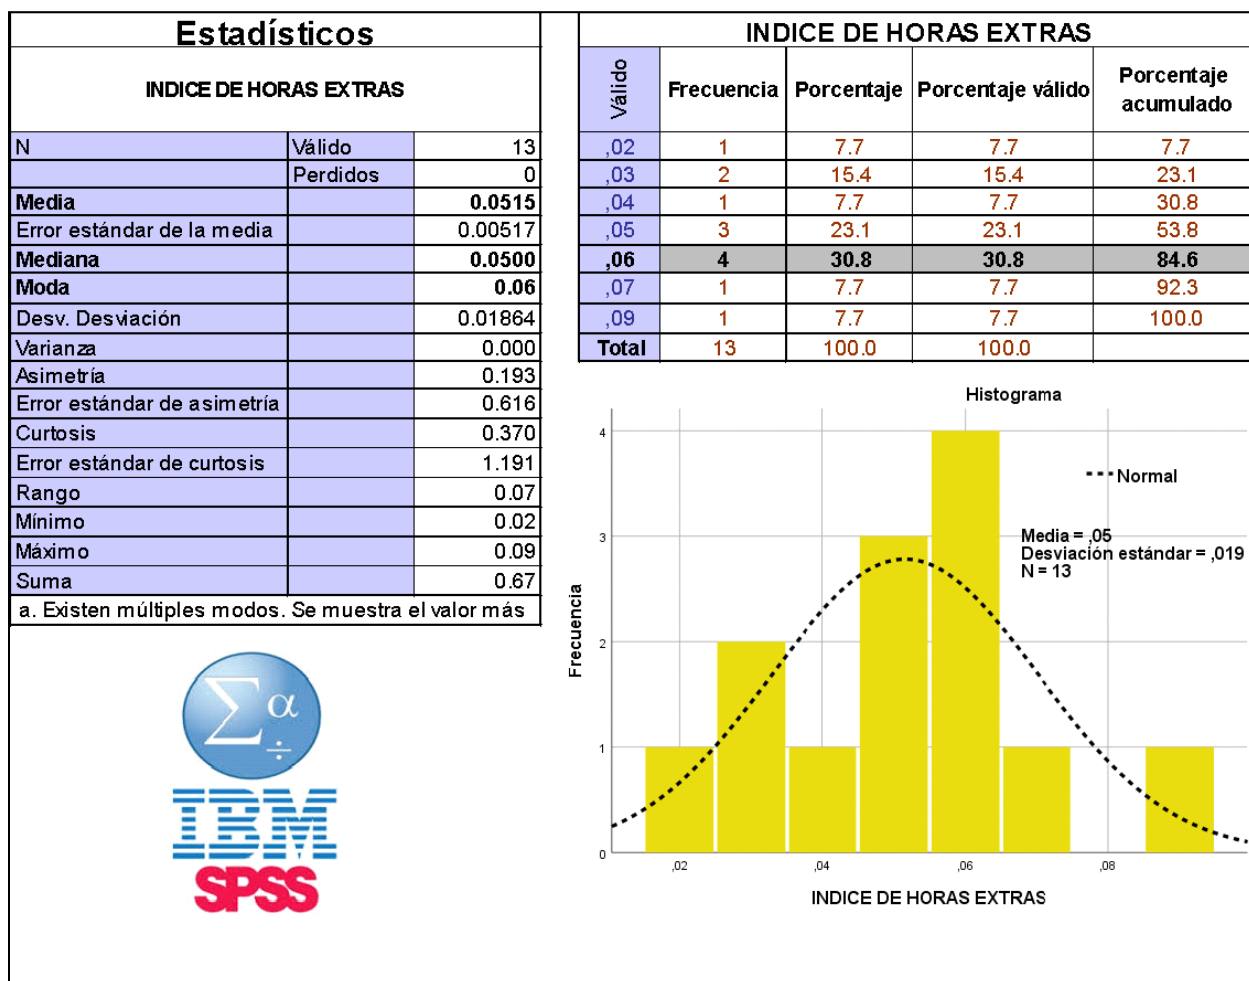 Estadísticos
INDICE DE HORAS EXTRAS
N Válido 13
Perdidos 0
Media 0.0515
Error estándar de la media 0.00517
Mediana 0.0500
Moda 0.06
Desv. Desviación 0.01864
Varianza 0.000
Asimetría 0.193
Error estándar de asimetría 0.616
Curtosis 0.370
Error estándar de curtosis 1.191
Rango 0.07
Mínimo 0.02
Máximo 0.09
Suma 0.67
a. Existen múltiples modos. Se muestra el valor más
Σ α ÷
IBM
SPSS
INDICE DE HORAS EXTRAS
Válido Frecuencia Porcentaje Porcentaje válido Porcentaje acumulado
,02 1 7.7 7.7 7.7
,03 2 15.4 15.4 23.1
,04 1 7.7 7.7 30.8
,05 3 23.1 23.1 53.8
,06 4 30.8 30.8 84.6
,07 1 7.7 7.7 92.3
,09 1 7.7 7.7 100.0
Total 13 100.0 100.0
Histograma
Normal
Media = ,05
Desviación estándar = ,019
N = 13
Frecuencia
4
3
2
1
0
,02 ,04 ,06 ,08
INDICE DE HORAS EXTRAS